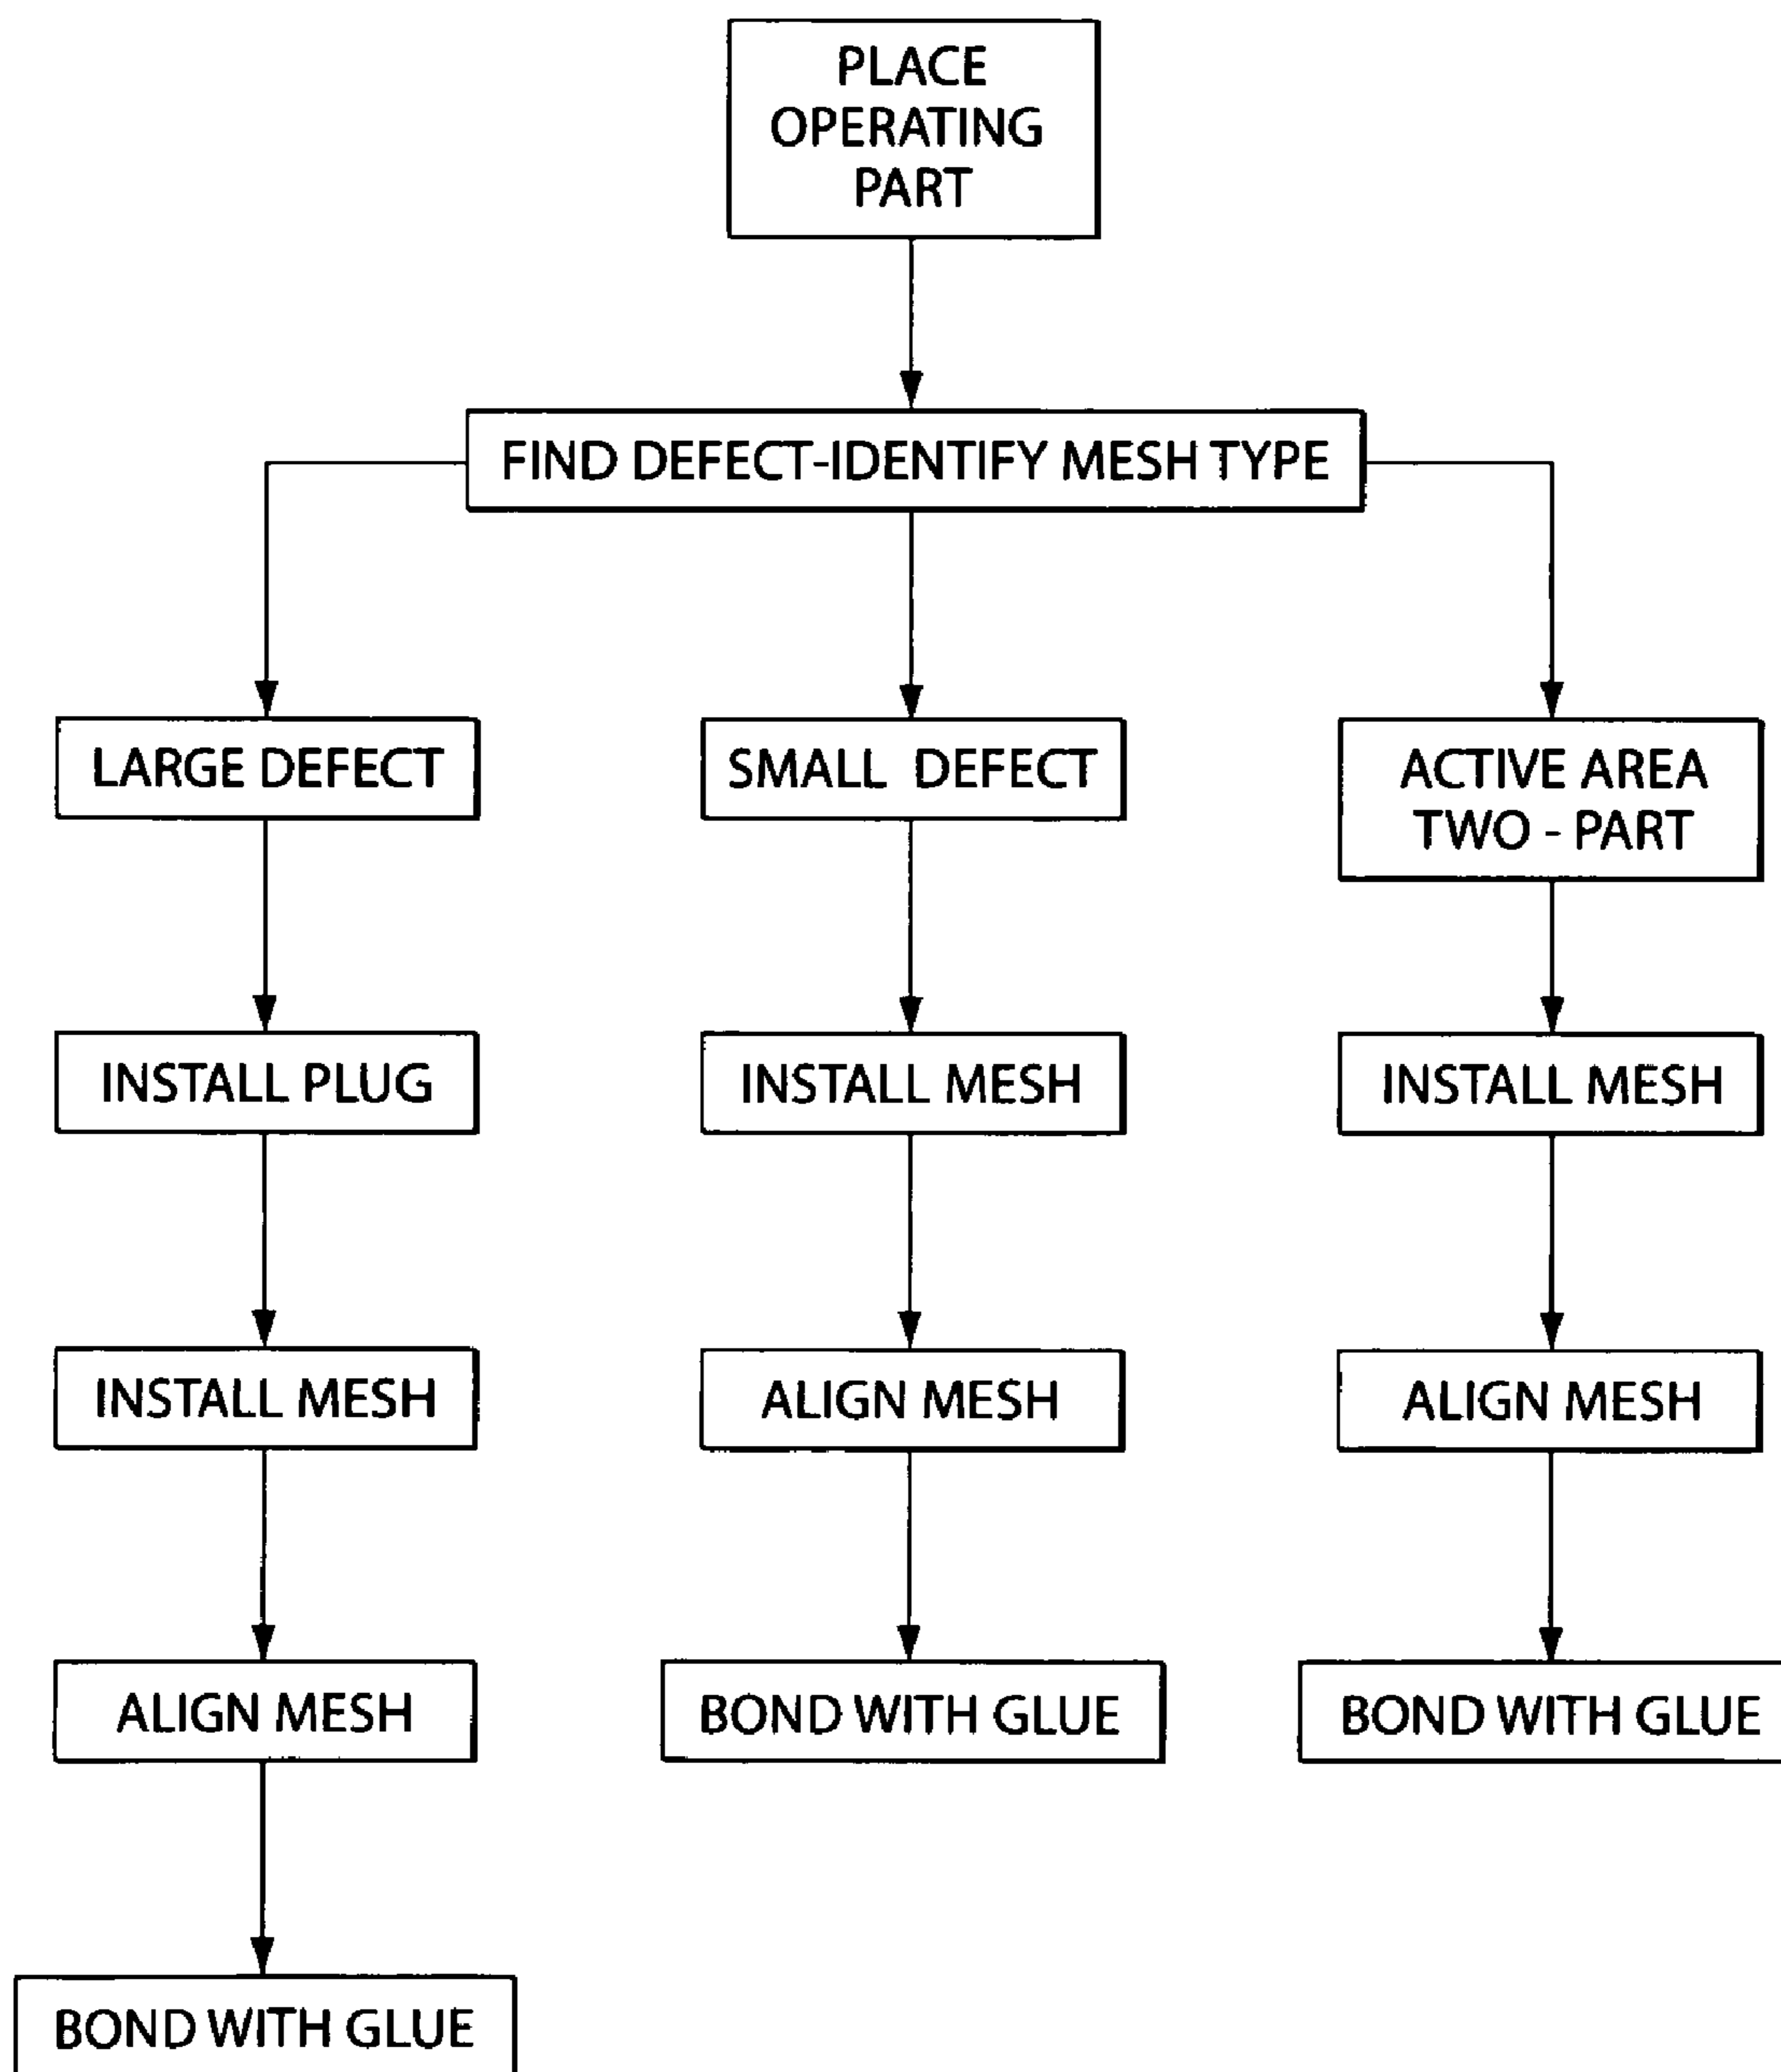 PLACE
OPERATING
PART
FIND DEFECT-IDENTIFY MESH TYPE
LARGE DEFECT
SMALL DEFECT
ACTIVE AREA
TWO - PART
INSTALL PLUG
INSTALL MESH
INSTALL MESH
INSTALL MESH
ALIGN MESH
ALIGN MESH
ALIGN MESH
BOND WITH GLUE
BOND WITH GLUE
BOND WITH GLUE